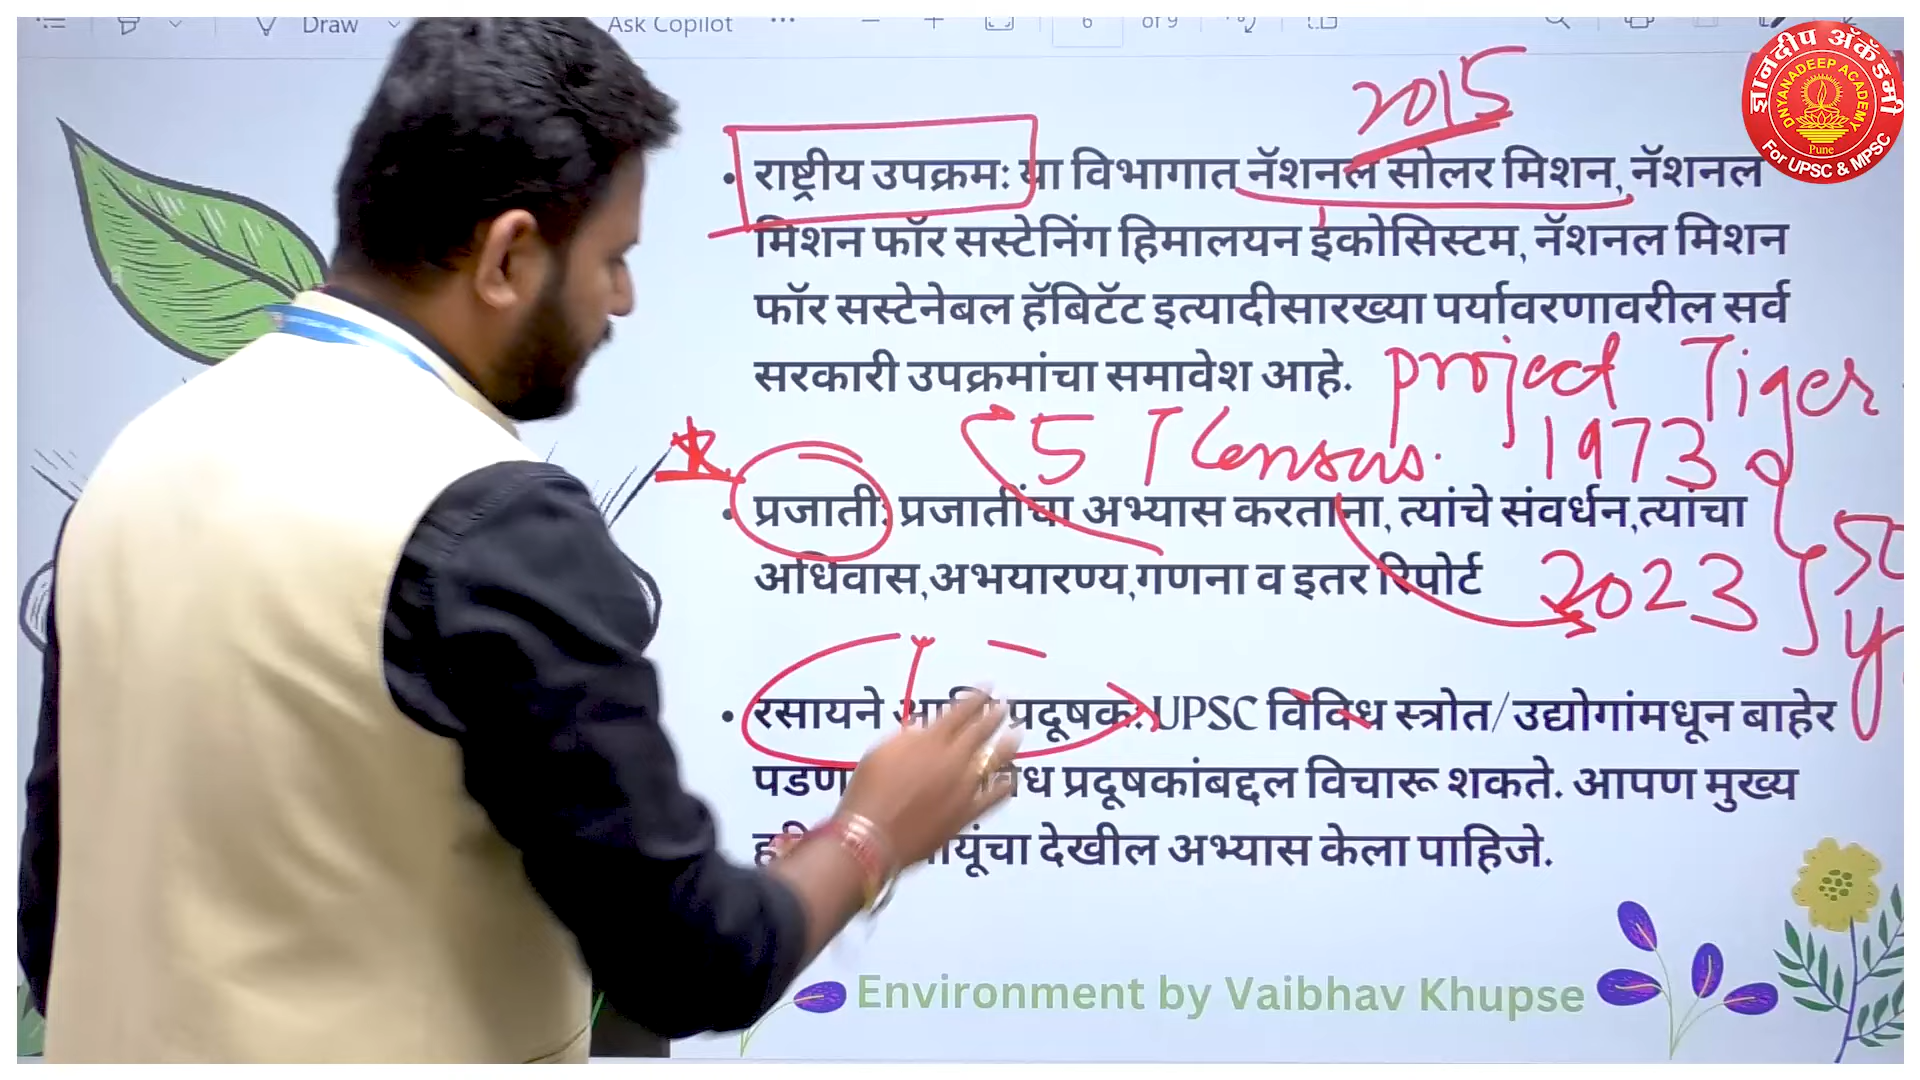 Draw
Ask Copilot
6 of 9
ज्ञानदीप अ‍ॅकॅडमी
DNYANADEEP ACADEMY
Pune
For UPSC & MPSC
2015
राष्ट्रीय उपक्रम: या विभागात नॅशनल सोलर मिशन, नॅशनल
मिशन फॉर सस्टेनिंग हिमालयन इकोसिस्टम, नॅशनल मिशन
फॉर सस्टेनेबल हॅबिटॅट इत्यादीसारख्या पर्यावरणावरील सर्व
सरकारी उपक्रमांचा समावेश आहे.
project Tiger
5 T Census. 1973
प्रजाती: प्रजातींचा अभ्यास करताना, त्यांचे संवर्धन,त्यांचा
अधिवास,अभयारण्य,गणना व इतर रिपोर्ट
2023
रसायने प्रदूषक: UPSC विविध स्त्रोत/उद्योगांमधून बाहेर
प्रदूषकांबद्दल विचारू शकते. आपण मुख्य
देखील अभ्यास केला पाहिजे.
Environment by Vaibhav Khupse